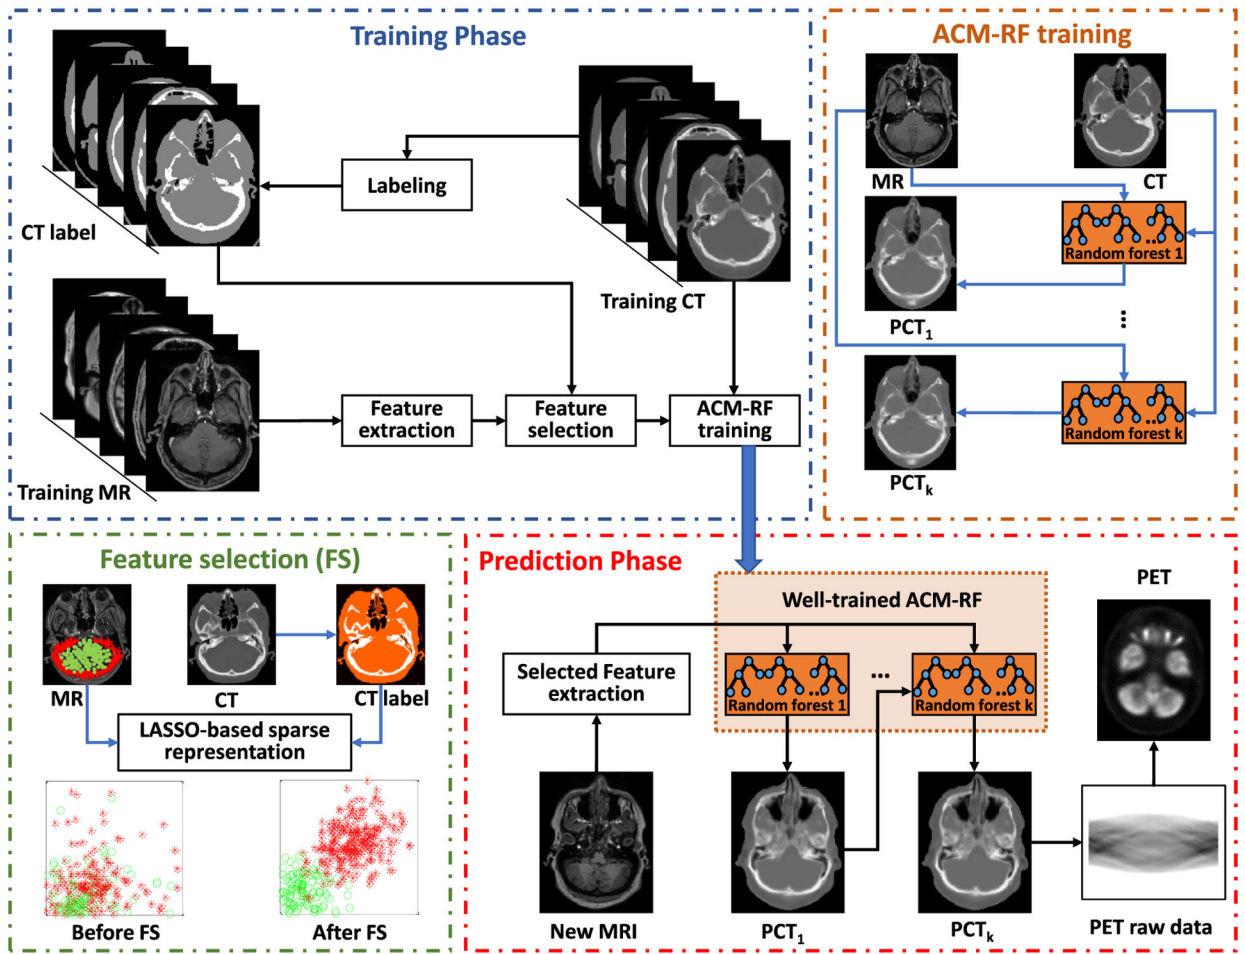 Training Phase
CT label
Labeling
Training CT
Training MR
Feature
extraction
Feature
selection
ACM-RF
training
ACM-RF training
MR
CT
Random forest 1
PCT1
...
Random forest k
PCTk
Feature selection (FS)
MR
CT
CT label
LASSO-based sparse
representation
Before FS
After FS
Prediction Phase
Well-trained ACM-RF
Selected Feature
extraction
Random forest 1
...
Random forest k
New MRI
PCT1
PCTk
PET
PET raw data